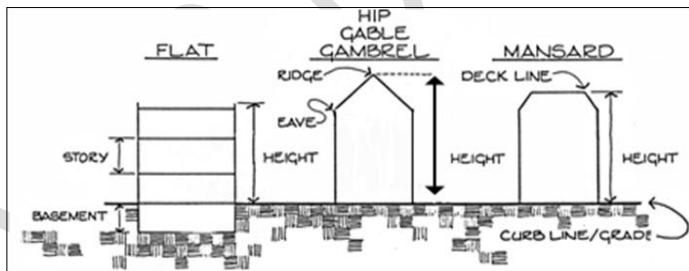 FLAT
HIP
GABLE
GAMBREL
MANSARD
RIDGE
DECK LINE
EAVE
STORY
HEIGHT
HEIGHT
HEIGHT
BASEMENT
CURB LINE/GRADE